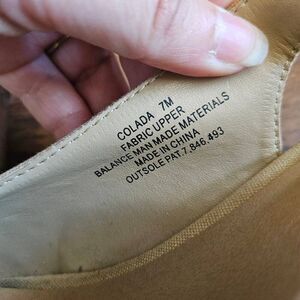 COLADA 7M
FABRIC UPPER
BALANCE MAN MADE MATERIALS
MADE IN CHINA
OUTSOLE PAT.7,846,493